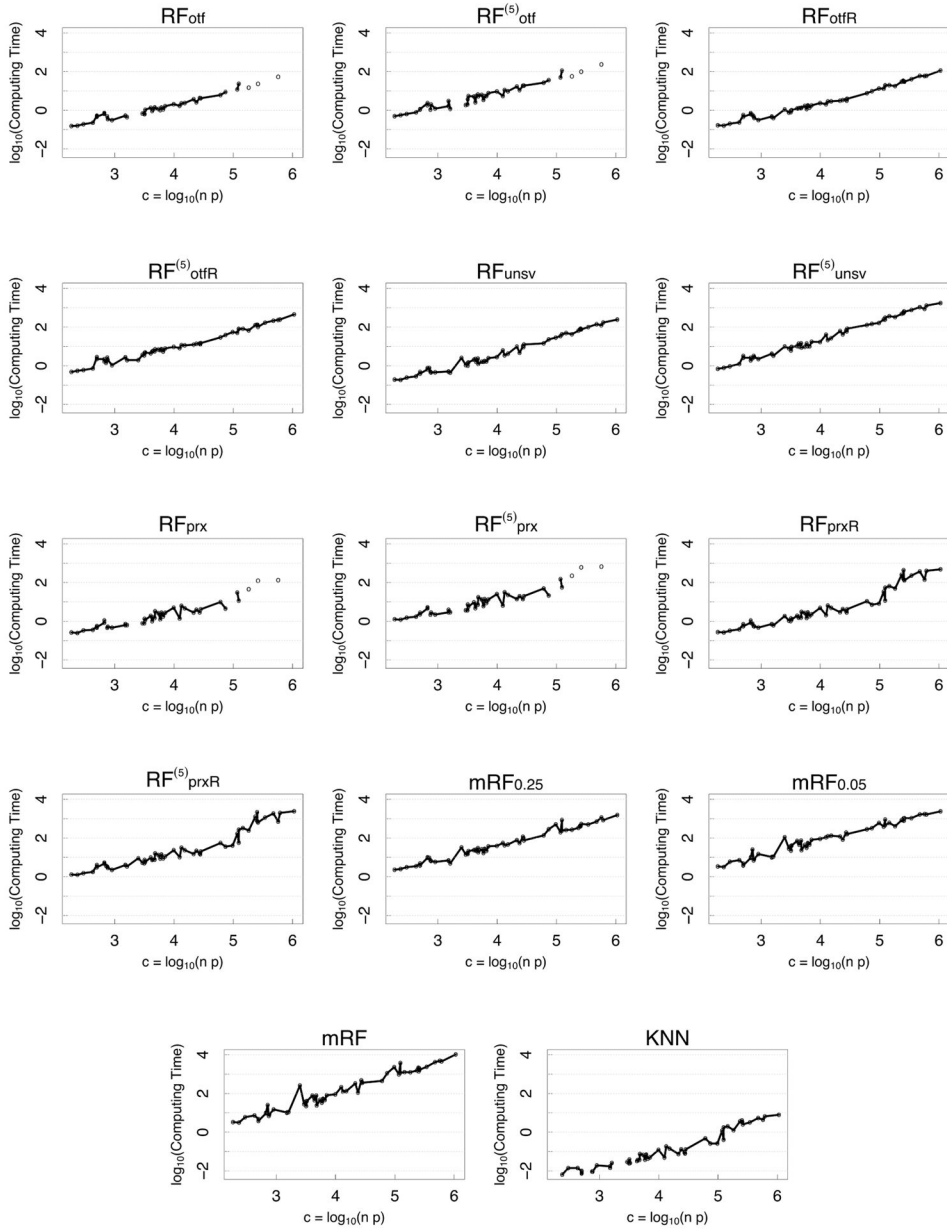 RFotf
RF(5)otf
RFotfR
log10(Computing Time)
−2 0 2 4
3 4 5 6
c = log10(n p)
log10(Computing Time)
−2 0 2 4
3 4 5 6
c = log10(n p)
log10(Computing Time)
−2 0 2 4
3 4 5 6
c = log10(n p)
RF(5)otfR
RFunsv
RF(5)unsv
log10(Computing Time)
−2 0 2 4
3 4 5 6
c = log10(n p)
log10(Computing Time)
−2 0 2 4
3 4 5 6
c = log10(n p)
log10(Computing Time)
−2 0 2 4
3 4 5 6
c = log10(n p)
RFprx
RF(5)prx
RFprxR
log10(Computing Time)
−2 0 2 4
3 4 5 6
c = log10(n p)
log10(Computing Time)
−2 0 2 4
3 4 5 6
c = log10(n p)
log10(Computing Time)
−2 0 2 4
3 4 5 6
c = log10(n p)
RF(5)prxR
mRF0.25
mRF0.05
log10(Computing Time)
−2 0 2 4
3 4 5 6
c = log10(n p)
log10(Computing Time)
−2 0 2 4
3 4 5 6
c = log10(n p)
log10(Computing Time)
−2 0 2 4
3 4 5 6
c = log10(n p)
mRF
KNN
log10(Computing Time)
−2 0 2 4
3 4 5 6
c = log10(n p)
log10(Computing Time)
−2 0 2 4
3 4 5 6
c = log10(n p)